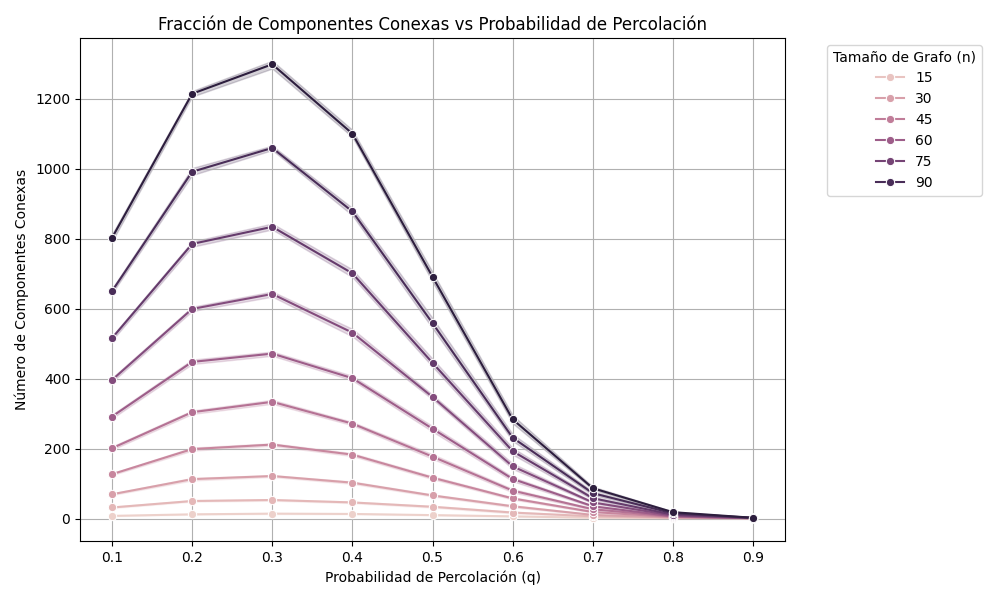 Fracción de Componentes Conexas vs Probabilidad de Percolación
Número de Componentes Conexas
1200
1000
800
600
400
200
0
0.1 0.2 0.3 0.4 0.5 0.6 0.7 0.8 0.9
Probabilidad de Percolación (q)
Tamaño de Grafo (n)
15
30
45
60
75
90